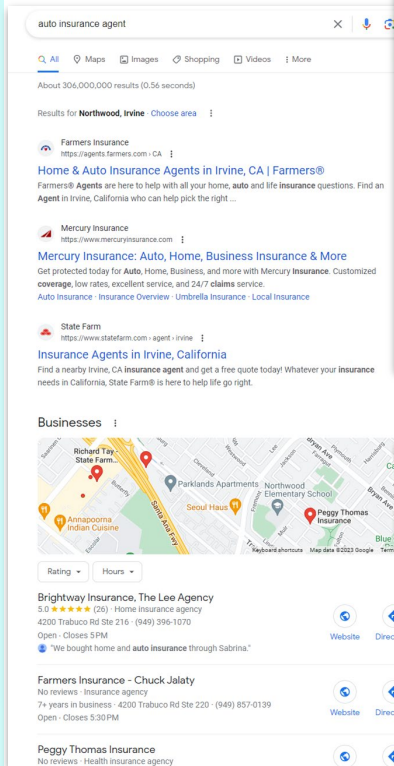 auto insurance agent
All Maps Images Shopping Videos More
About 306,000,000 results (0.56 seconds)
Results for Northwood, Irvine · Choose area
Farmers Insurance
https://agents.farmers.com › CA
Home & Auto Insurance Agents in Irvine, CA | Farmers®
Farmers® Agents are here to help with all your home, auto and life insurance questions. Find an
Agent in Irvine, California who can help pick the right ...
Mercury Insurance
https://www.mercuryinsurance.com
Mercury Insurance: Auto, Home, Business Insurance & More
Get protected today for Auto, Home, Business, and more with Mercury Insurance. Customized
coverage, low rates, excellent service, and 24/7 claims service.
Auto Insurance · Insurance Overview · Umbrella Insurance · Local Insurance
State Farm
https://www.statefarm.com › agent › irvine
Insurance Agents in Irvine, California
Find a nearby Irvine, CA insurance agent and get a free quote today! Whatever your insurance
needs in California, State Farm® is here to help life go right.
Businesses
Richard Tay -
State Farm...
Cleveland
Parklands Apartments
Northwood
Elementary School
Seoul Haus
Peggy Thomas
Insurance
Annapoorna
Indian Cuisine
Santa Ana Fwy
Butterfly
Bryan Ave
Keyboard shortcuts Map data ©2023 Google
Rating Hours
Brightway Insurance, The Lee Agency
5.0 ★★★★★ (26) · Home insurance agency
4200 Trabuco Rd Ste 216 · (949) 396-1070
Open · Closes 5 PM
"We bought home and auto insurance through Sabrina."
Website Direc
Farmers Insurance - Chuck Jalaty
No reviews · Insurance agency
7+ years in business · 4200 Trabuco Rd Ste 220 · (949) 857-0139
Open · Closes 5:30 PM
Website Direc
Peggy Thomas Insurance
No reviews · Health insurance agency